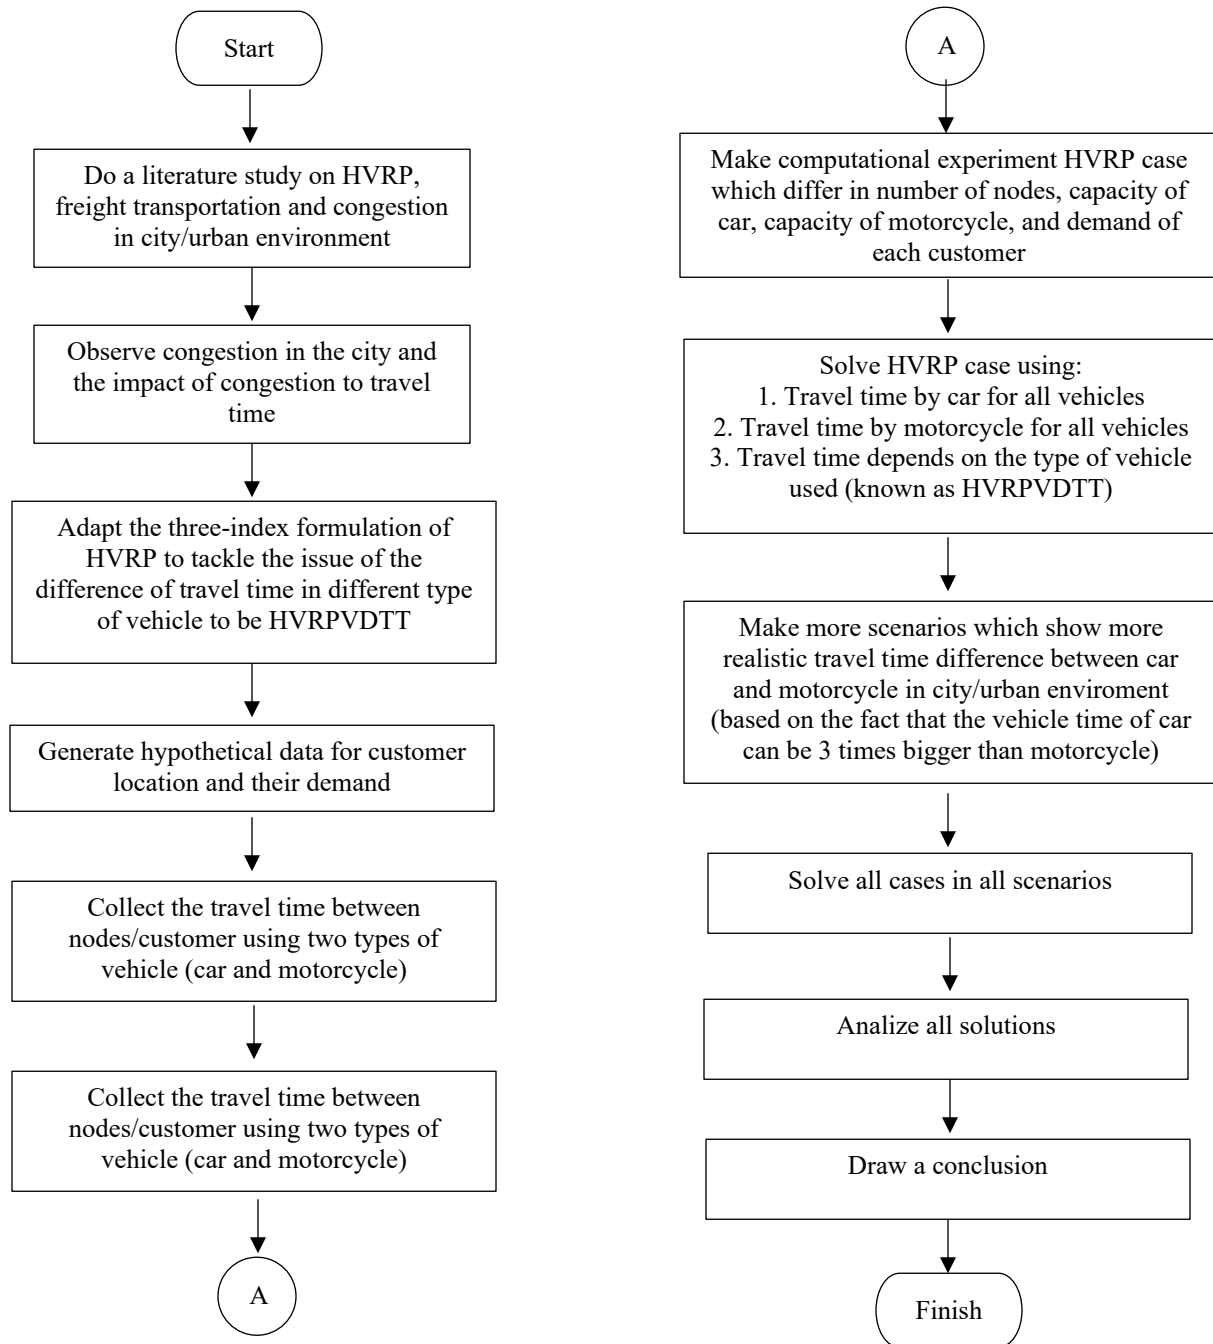 Start
Do a literature study on HVRP,
freight transportation and congestion
in city/urban environment
Observe congestion in the city and
the impact of congestion to travel
time
Adapt the three-index formulation of
HVRP to tackle the issue of the
difference of travel time in different type
of vehicle to be HVRPVDTT
Generate hypothetical data for customer
location and their demand
Collect the travel time between
nodes/customer using two types of
vehicle (car and motorcycle)
Collect the travel time between
nodes/customer using two types of
vehicle (car and motorcycle)
A
A
Make computational experiment HVRP case
which differ in number of nodes, capacity of
car, capacity of motorcycle, and demand of
each customer
Solve HVRP case using:
1. Travel time by car for all vehicles
2. Travel time by motorcycle for all vehicles
3. Travel time depends on the type of vehicle
used (known as HVRPVDTT)
Make more scenarios which show more
realistic travel time difference between car
and motorcycle in city/urban enviroment
(based on the fact that the vehicle time of car
can be 3 times bigger than motorcycle)
Solve all cases in all scenarios
Analize all solutions
Draw a conclusion
Finish